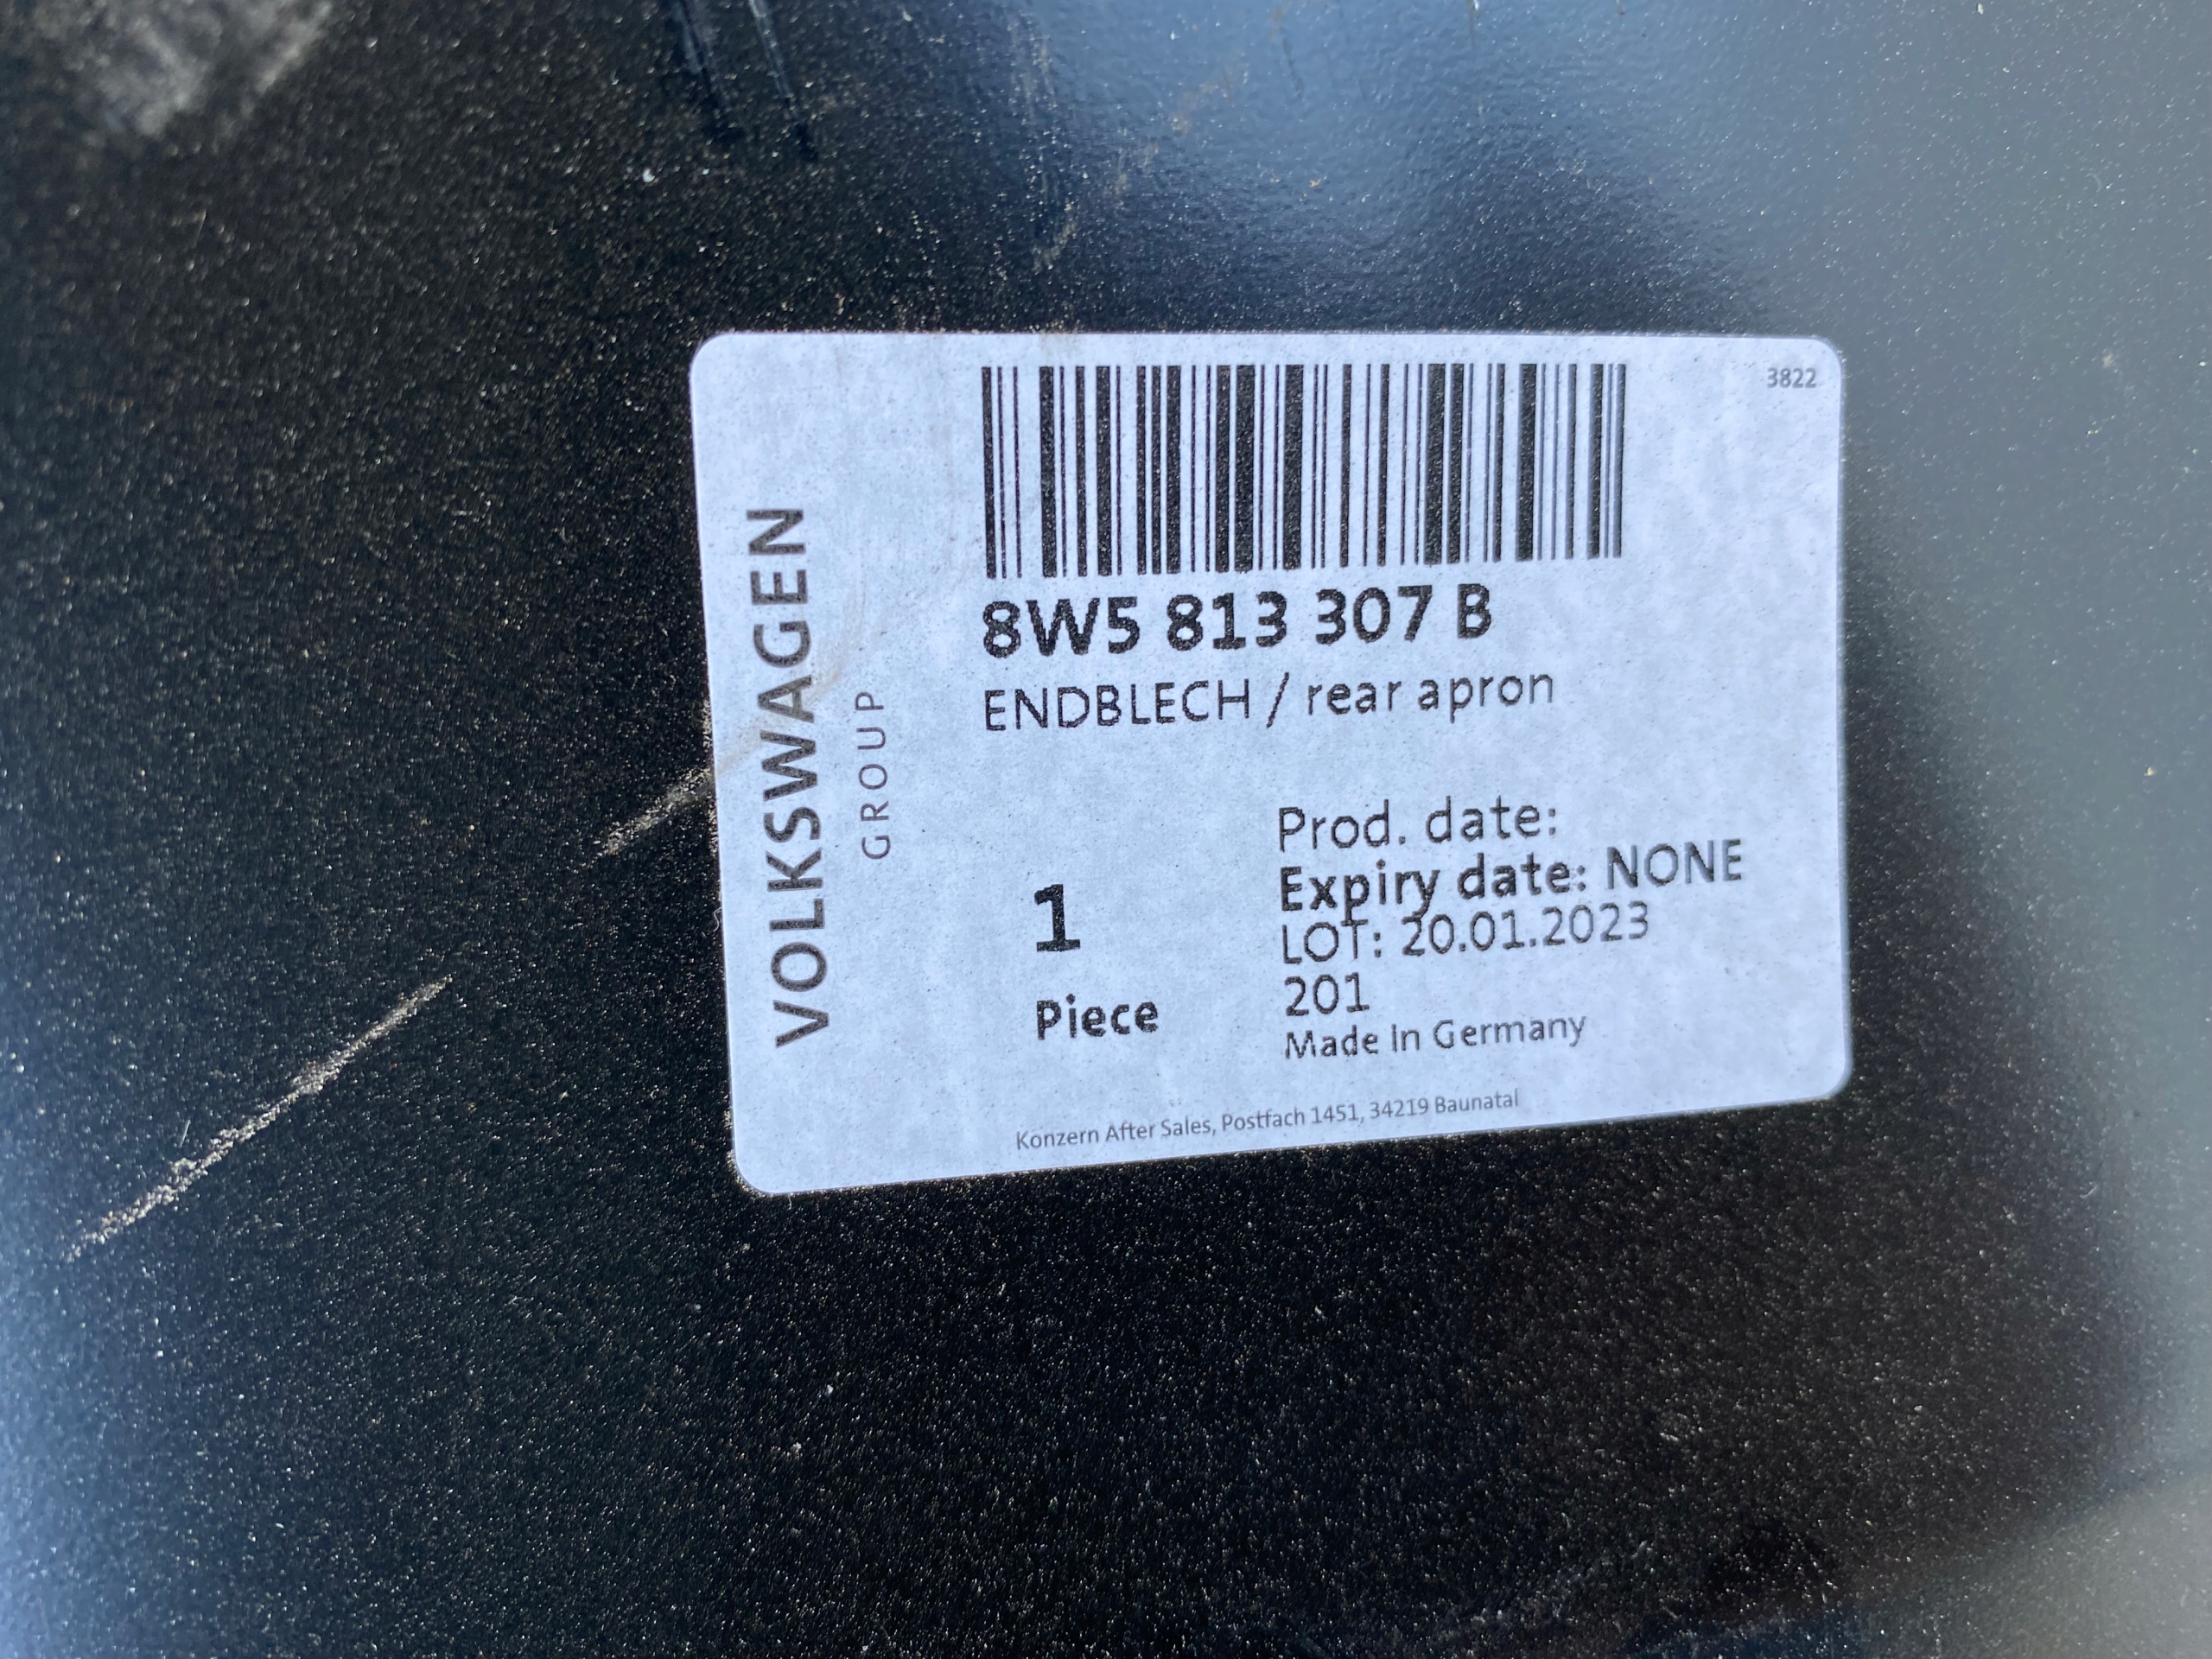 3822
8W5 813 307 B
ENDBLECH / rear apron
VOLKSWAGEN
GROUP
1
Piece
Prod. date:
Expiry date: NONE
LOT: 20.01.2023
201
Made In Germany
Konzern After Sales, Postfach 1451, 34219 Baunatal